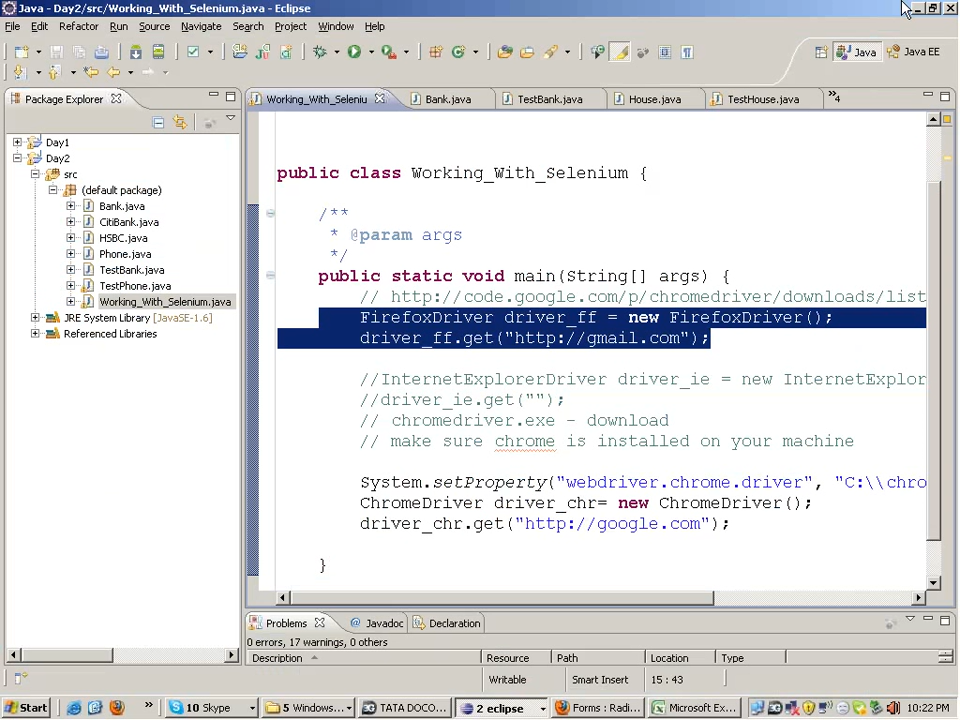 Java - Day2/src/Working_With_Selenium.java - Eclipse
File Edit Refactor Source Navigate Search Project Run Window Help
Java Java EE
Package Explorer
Working_With_Seleniu Bank.java TestBank.java House.java TestHouse.java »4
Day1
Day2
src
(default package)
Bank.java
CitiBank.java
HSBC.java
Phone.java
TestBank.java
TestPhone.java
Working_With_Selenium.java
JRE System Library [JavaSE-1.6]
Referenced Libraries
public class Working_With_Selenium {
/**
* @param args
*/
public static void main(String[] args) {
// http://code.google.com/p/chromedriver/downloads/list
FirefoxDriver driver_ff = new FirefoxDriver();
driver_ff.get("http://gmail.com");
//InternetExplorerDriver driver_ie = new InternetExplor
//driver_ie.get("");
// chromedriver.exe - download
// make sure chrome is installed on your machine
System.setProperty("webdriver.chrome.driver", "C:\\chro
ChromeDriver driver_chr= new ChromeDriver();
driver_chr.get("http://google.com");
}
Problems @ Javadoc Declaration
0 errors, 17 warnings, 0 others
Description Resource Path Location Type
Writable Smart Insert 15 : 43
Start » 10 Skype 5 Windows... TATA DOCO... 2 eclipse Forms : Radi... Microsoft Ex... 10:22 PM